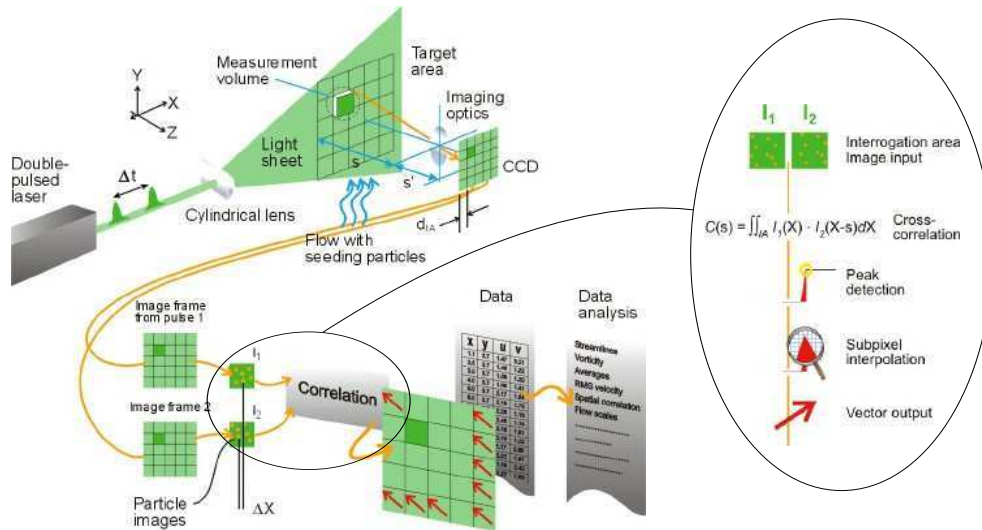 Y
X
Z
Double-
pulsed
laser
Δt
Cylindrical lens
Light
sheet
Measurement
volume
Target
area
Imaging
optics
s
s'
CCD
d_IA
Flow with
seeding particles
Image frame
from pulse 1
I₁
Image frame 2
I₂
Particle
images
ΔX
Correlation
Data
x y u v
Data
analysis
Streamlines
Vorticity
Averages
RMS velocity
Spatial correlation
Flow scales
I₁ I₂
Interrogation area
Image input
C(s) = ∬_IA I₁(X) · I₂(X-s)dX
Cross-
correlation
Peak
detection
Subpixel
interpolation
Vector output